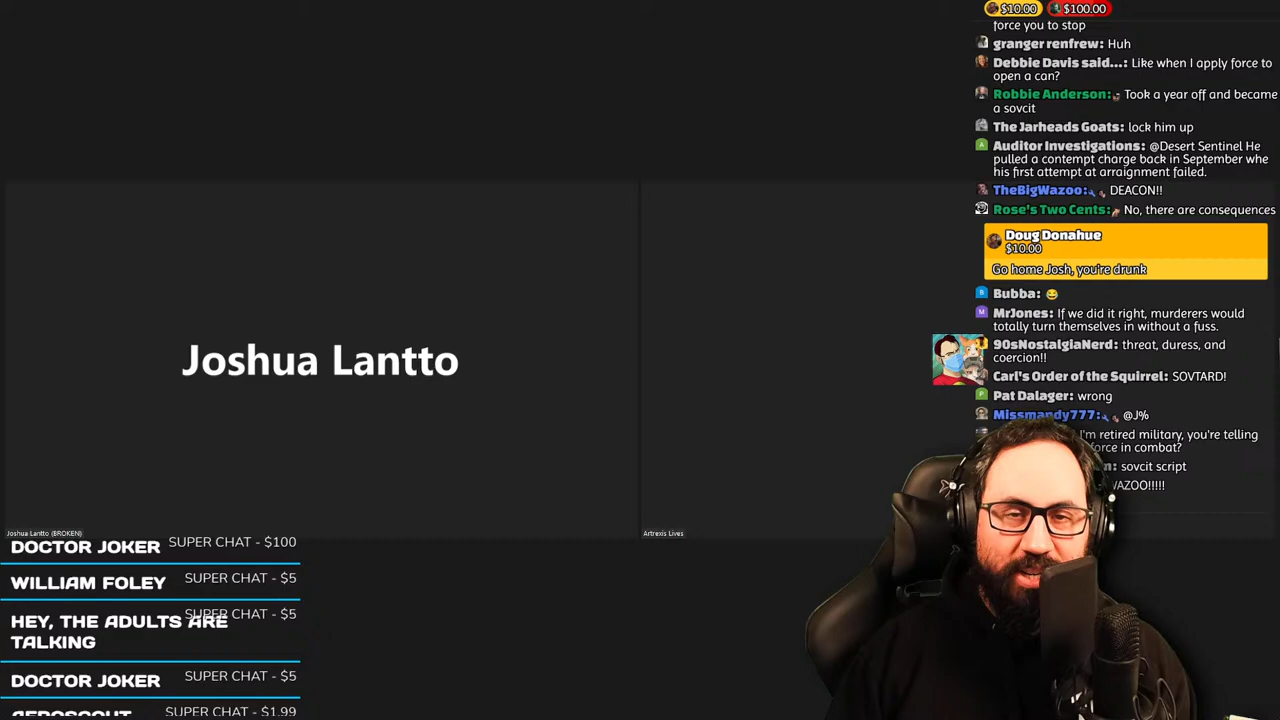 $10.00
$100.00
force you to stop
granger renfrew: Huh
Debbie Davis said...: Like when I apply force to
open a can?
Robbie Anderson: Took a year off and became
a sovcit
The Jarheads Goats: lock him up
Auditor Investigations: @Desert Sentinel He
pulled a contempt charge back in September whe
his first attempt at arraignment failed.
TheBigWazoo: DEACON!!
Rose's Two Cents: No, there are consequences
Doug Donahue
$10.00
Go home Josh, you're drunk
Bubba: 😂
MrJones: If we did it right, murderers would
totally turn themselves in without a fuss.
90sNostalgiaNerd: threat, duress, and
coercion!!
Carl's Order of the Squirrel: SOVTARD!
Pat Dalager: wrong
Missmandy777: @J%
I'm retired military, you're telling
force in combat?
sovcit script
WAZOO!!!!!
Joshua Lantto
Joshua Lantto (BROKEN)
Artrexis Lives
DOCTOR JOKER SUPER CHAT - $100
WILLIAM FOLEY SUPER CHAT - $5
HEY, THE ADULTS ARE SUPER CHAT - $5
TALKING
DOCTOR JOKER SUPER CHAT - $5
AEROSCOUT SUPER CHAT - $1.99